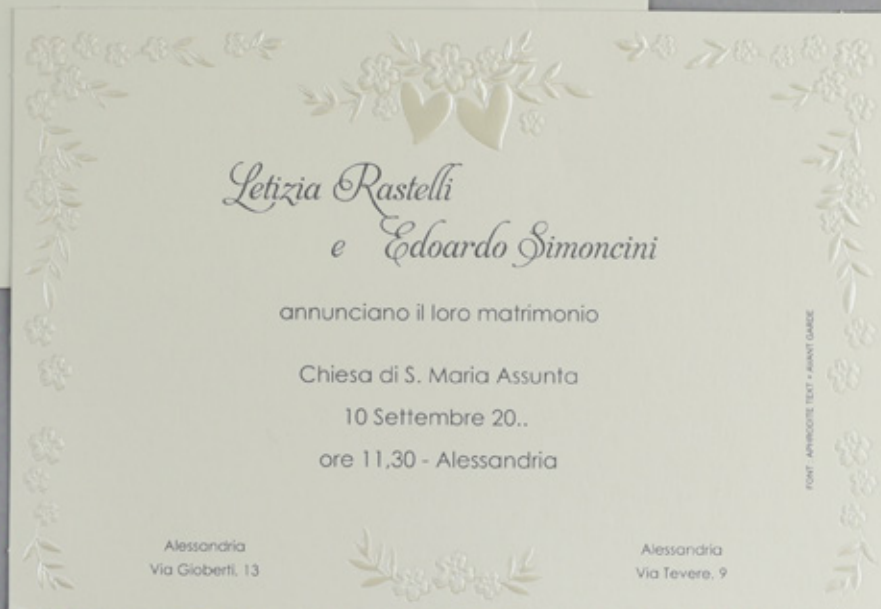 Letizia Rastelli
e Edoardo Simoncini
annunciano il loro matrimonio
Chiesa di S. Maria Assunta
10 Settembre 20..
ore 11,30 - Alessandria
Alessandria
Via Gioberti, 13
Alessandria
Via Tevere, 9
FONT APHRODITE TEXT + AVANT GARDE